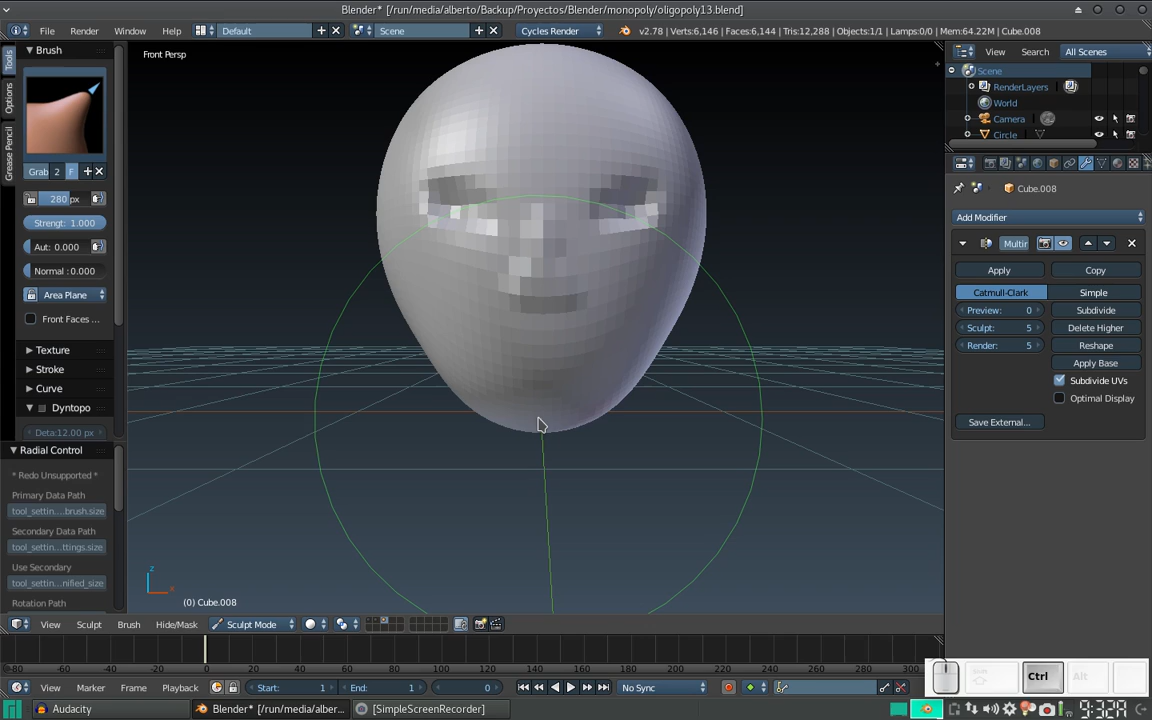 Blender* [/run/media/alberto/Backup/Proyectos/Blender/monopoly/oligopoly13.blend]
File Render Window Help Default Scene Cycles Render v2.78 | Verts:6,146 | Faces:6,144 | Tris:12,288 | Objects:1/1 | Lamps:0/0 | Mem:64.22M | Cube.008
Tools
Options
Grease Pencil
Brush
Grab 2 F
280 px
Strengt: 1.000
Aut: 0.000
Normal :0.000
Area Plane
Front Faces ...
Texture
Stroke
Curve
Dyntopo
Deta:12.00 px
Radial Control
* Redo Unsupported *
Primary Data Path
tool_settin....brush.size
Secondary Data Path
tool_settin...ttings.size
Use Secondary
tool_settin...nified_size
Rotation Path
Front Persp
z
x
(0) Cube.008
View Search All Scenes
Scene
RenderLayers
World
Camera
Circle
Cube.008
Add Modifier
Multir
Apply Copy
Catmull-Clark Simple
Preview: 0 Subdivide
Sculpt: 5 Delete Higher
Render: 5 Reshape
Apply Base
Subdivide UVs
Optimal Display
Save External...
View Sculpt Brush Hide/Mask Sculpt Mode
-80 -60 -40 -20 0 20 40 60 80 100 120 140 160 180 200 220 240 260 280 300
View Marker Frame Playback Start: 1 End: 1 0 No Sync
Ctrl Alt
Audacity Blender* [/run/media/alber... [SimpleScreenRecorder] 9:32A